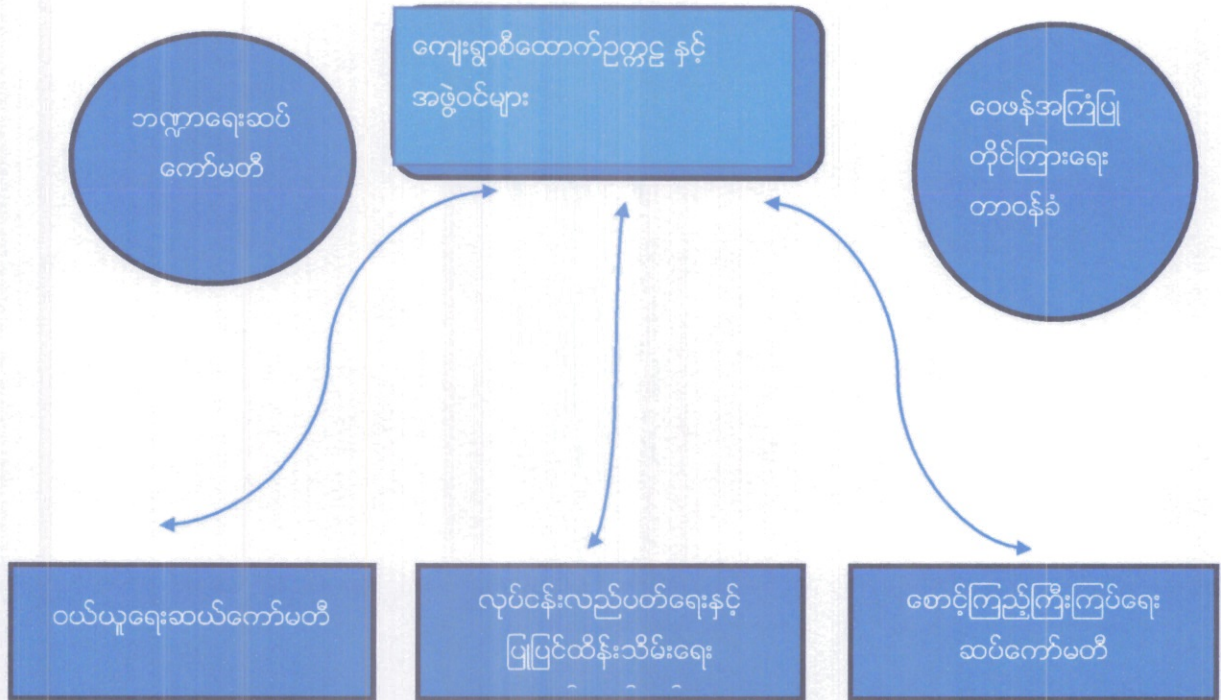 ကျေးရွာစီထောက်ဥက္ကဋ္ဌ နှင့်
အဖွဲ့ဝင်များ
ဘဏ္ဍာရေးဆပ်
ကော်မတီ
ဝေဖန်အကြံပြု
တိုင်ကြားရေး
တာဝန်ခံ
ဝယ်ယူရေးဆယ်ကော်မတီ
လုပ်ငန်းလည်ပတ်ရေးနှင့်
ပြုပြင်ထိန်းသိမ်းရေး
စောင့်ကြည့်ကြီးကြပ်ရေး
ဆပ်ကော်မတီ